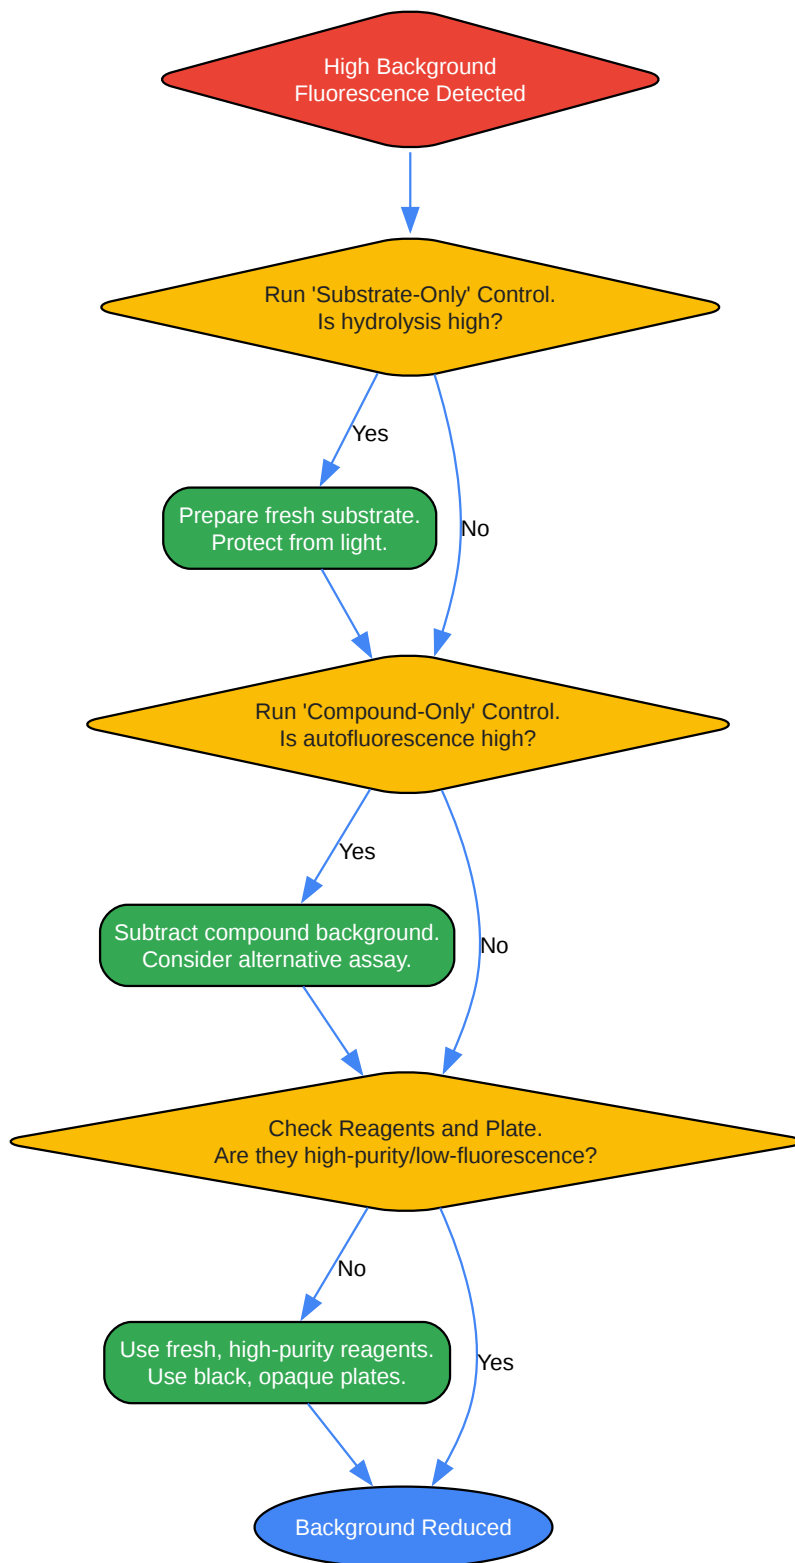 High Background
Fluorescence Detected
Run 'Substrate-Only' Control.
Is hydrolysis high?
Yes
Prepare fresh substrate.
Protect from light.
No
Run 'Compound-Only' Control.
Is autofluorescence high?
Yes
Subtract compound background.
Consider alternative assay.
No
Check Reagents and Plate.
Are they high-purity/low-fluorescence?
No
Use fresh, high-purity reagents.
Use black, opaque plates.
Yes
Background Reduced